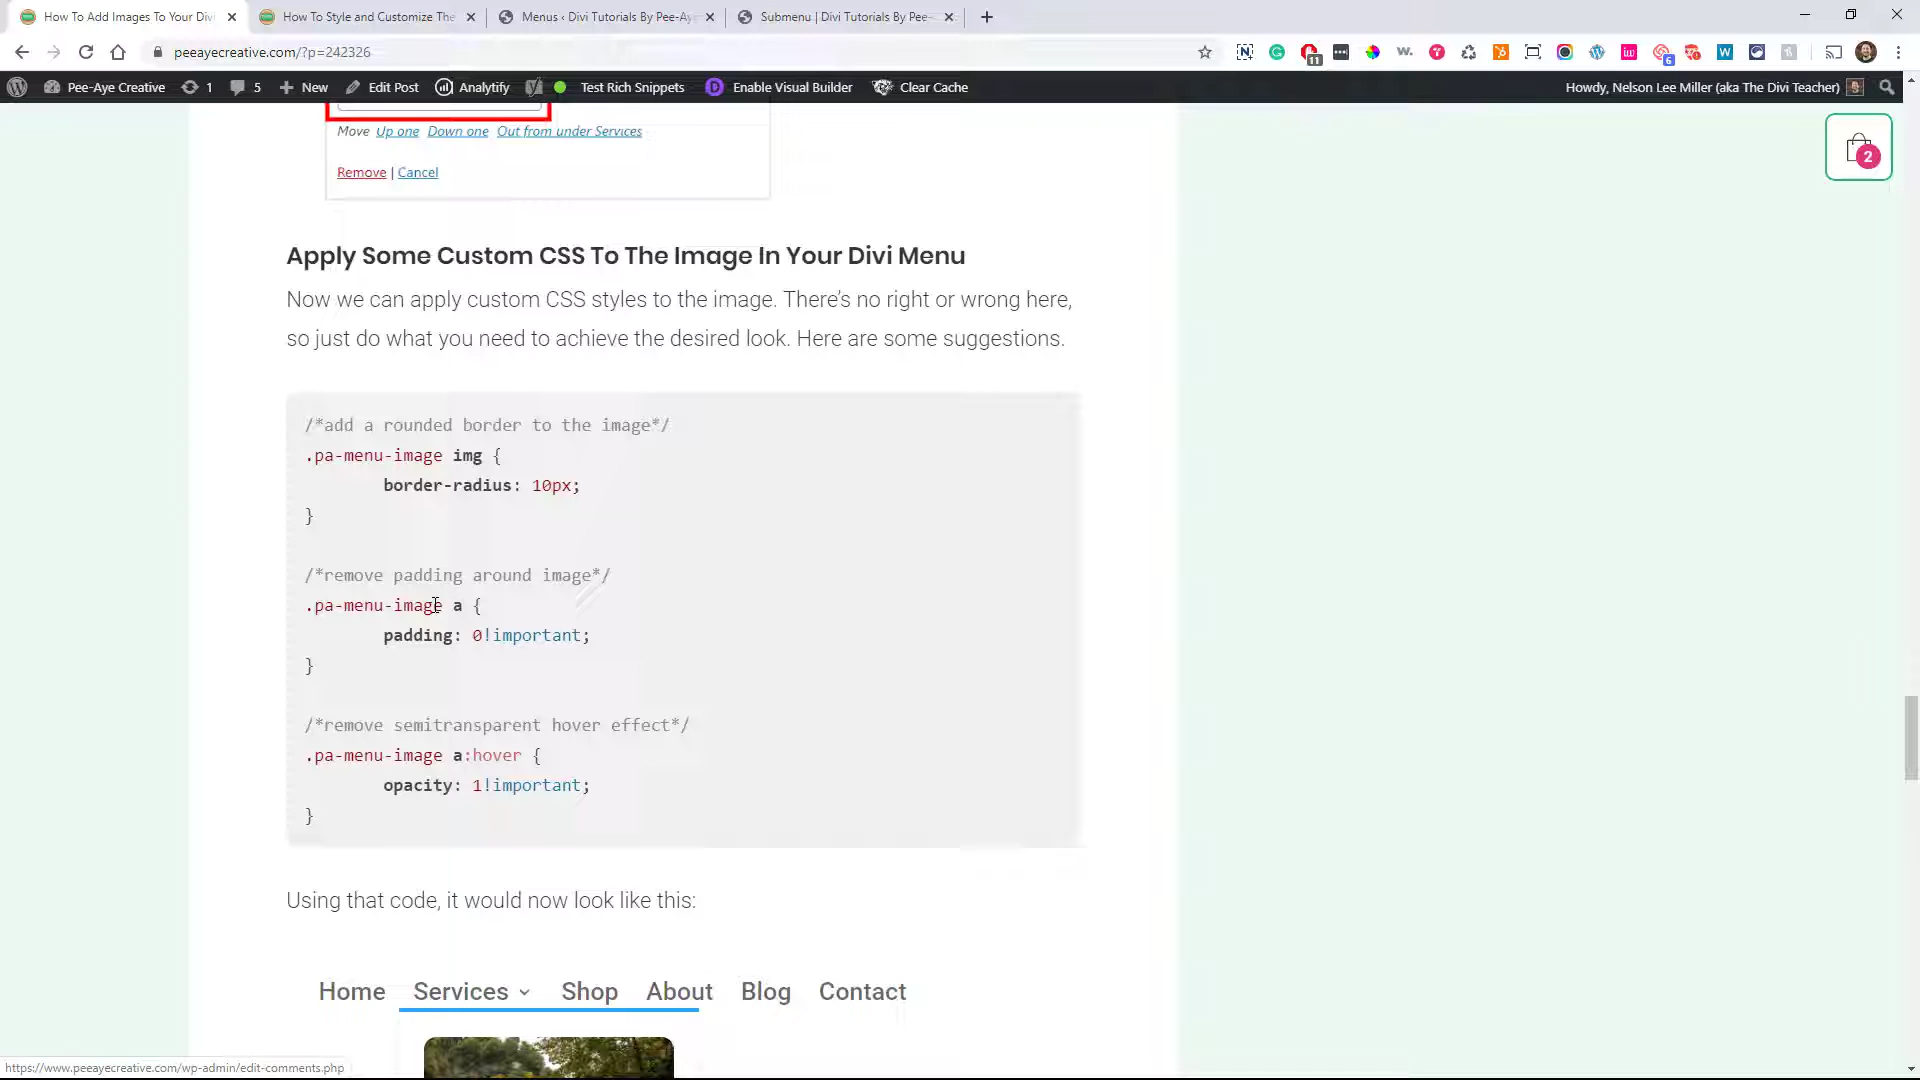 How To Add Images To Your Divi
How To Style and Customize The
Menus ‹ Divi Tutorials By Pee-Ay
Submenu | Divi Tutorials By Pee-
peeayecreative.com/?p=242326
11
6
Pee-Aye Creative
1
5
New
Edit Post
Analytify
Test Rich Snippets
Enable Visual Builder
Clear Cache
Howdy, Nelson Lee Miller (aka The Divi Teacher)
2
Move Up one Down one Out from under Services
Remove | Cancel
Apply Some Custom CSS To The Image In Your Divi Menu
Now we can apply custom CSS styles to the image. There’s no right or wrong here,
so just do what you need to achieve the desired look. Here are some suggestions.
/*add a rounded border to the image*/
.pa-menu-image img {
border-radius: 10px;
}
/*remove padding around image*/
.pa-menu-image a {
padding: 0!important;
}
/*remove semitransparent hover effect*/
.pa-menu-image a:hover {
opacity: 1!important;
}
Using that code, it would now look like this:
Home Services Shop About Blog Contact
https://www.peeayecreative.com/wp-admin/edit-comments.php